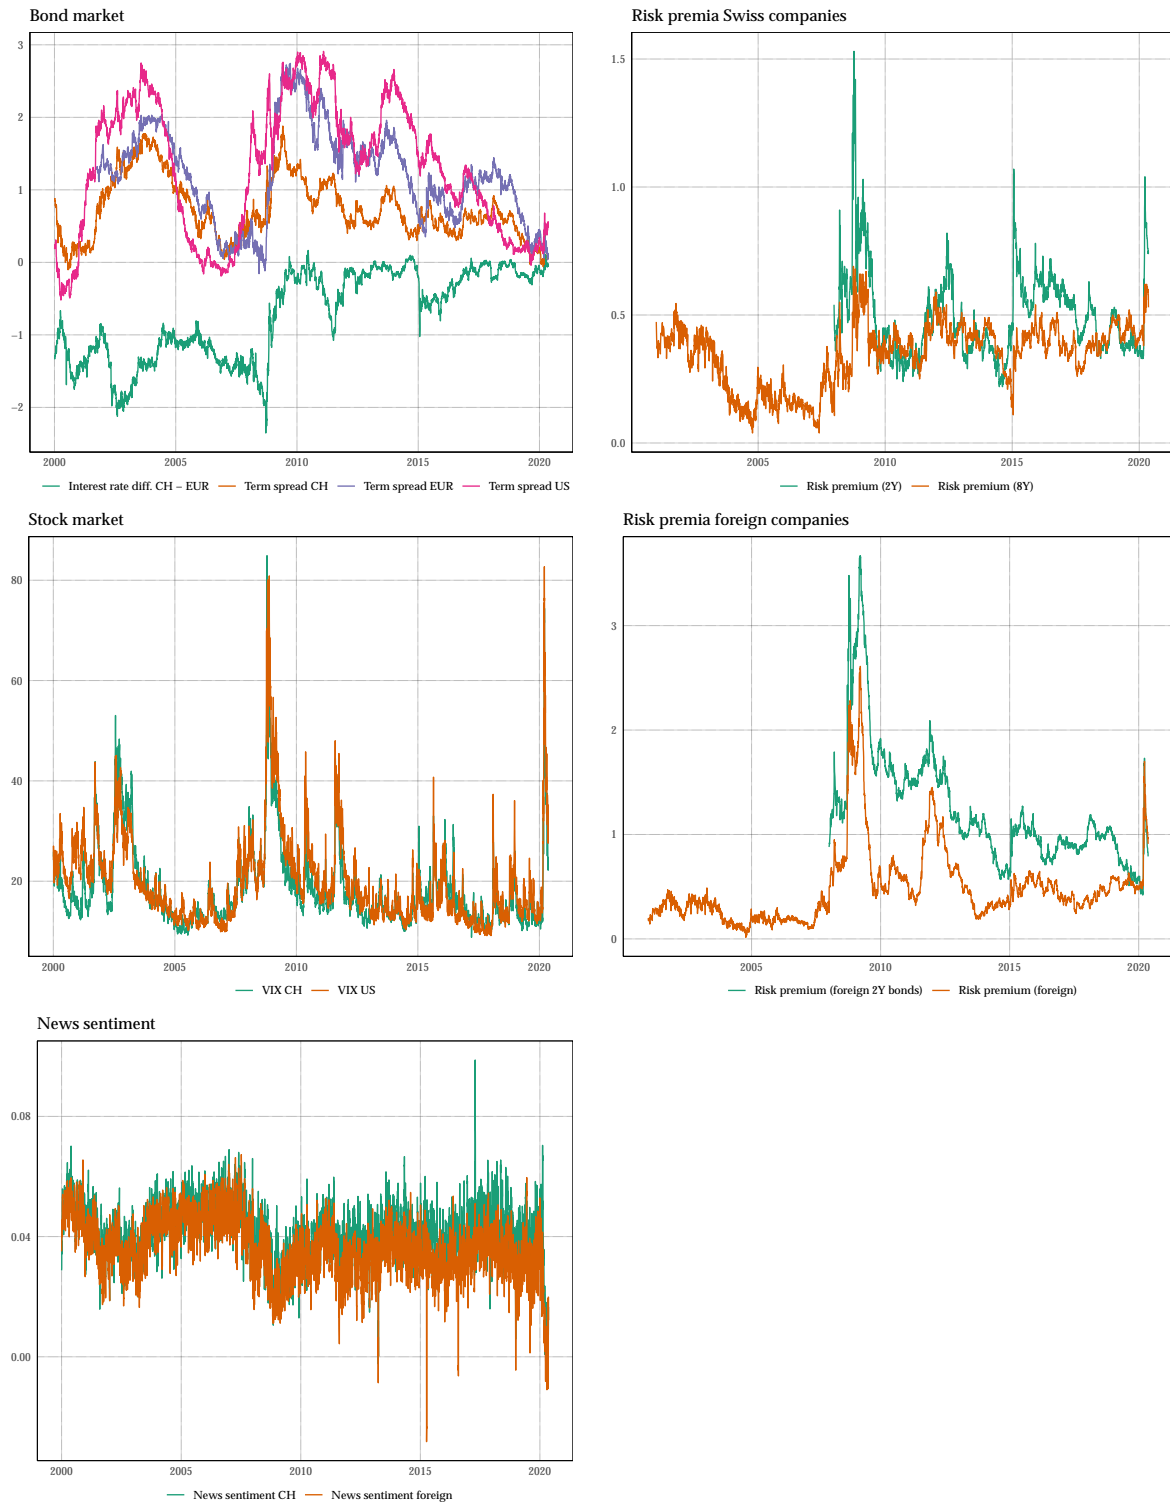 Bond market
3
2
1
0
−1
−2
2000
2005
2010
2015
2020
Interest rate diff. CH − EUR
Term spread CH
Term spread EUR
Term spread US
Risk premia Swiss companies
1.5
1.0
0.5
0.0
2005
2010
2015
2020
Risk premium (2Y)
Risk premium (8Y)
Stock market
80
60
40
20
2000
2005
2010
2015
2020
VIX CH
VIX US
Risk premia foreign companies
3
2
1
0
2005
2010
2015
2020
Risk premium (foreign 2Y bonds)
Risk premium (foreign)
News sentiment
0.08
0.04
0.00
2000
2005
2010
2015
2020
News sentiment CH
News sentiment foreign